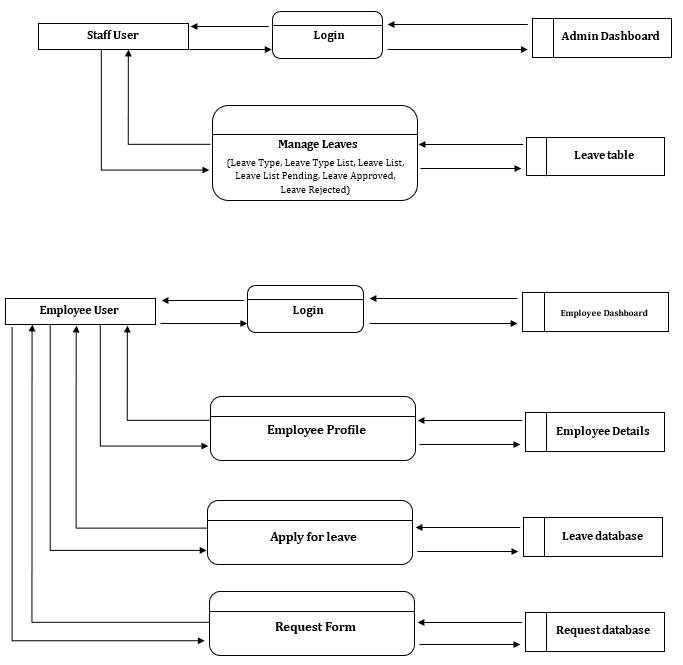 Staff User
Login
Admin Dashboard
Manage Leaves
(Leave Type, Leave Type List, Leave List,
Leave List Pending, Leave Approved,
Leave Rejected)
Leave table
Employee User
Login
Employee Dashboard
Employee Profile
Employee Details
Apply for leave
Leave database
Request Form
Request database